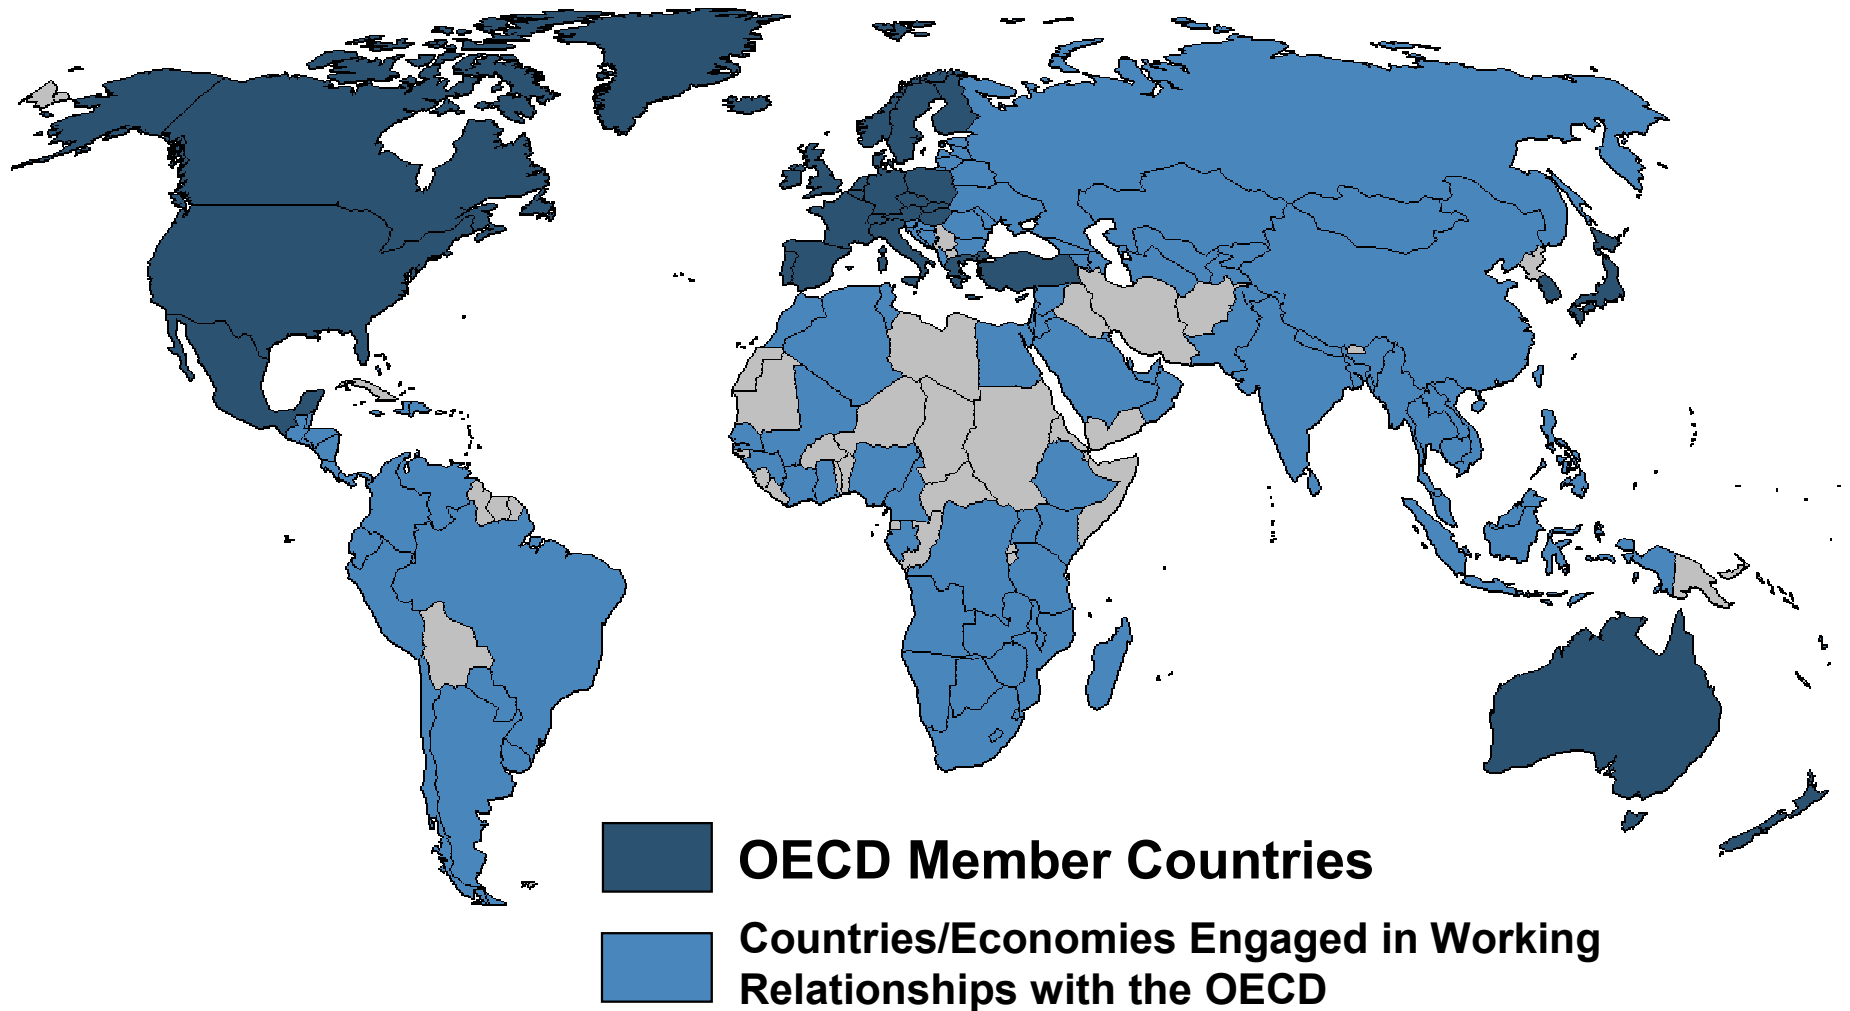 OECD Member Countries
Countries/Economies Engaged in Working
Relationships with the OECD